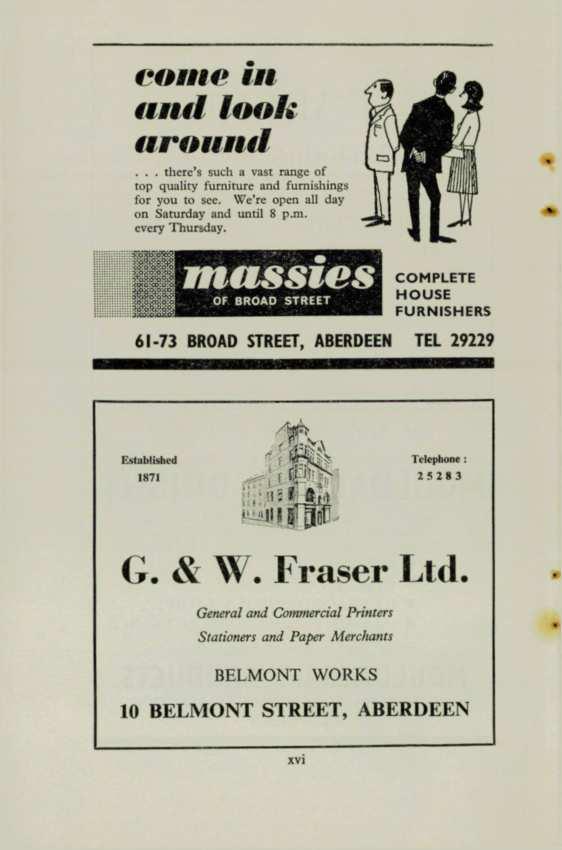 come in
and look
around
. . . there's such a vast range of
top quality furniture and furnishings
for you to see. We're open all day
on Saturday and until 8 p.m.
every Thursday.
massies
OF BROAD STREET
COMPLETE
HOUSE
FURNISHERS
61-73 BROAD STREET, ABERDEEN TEL 29229
Established
1871
Telephone :
25283
G. & W. Fraser Ltd.
General and Commercial Printers
Stationers and Paper Merchants
BELMONT WORKS
10 BELMONT STREET, ABERDEEN
xvi